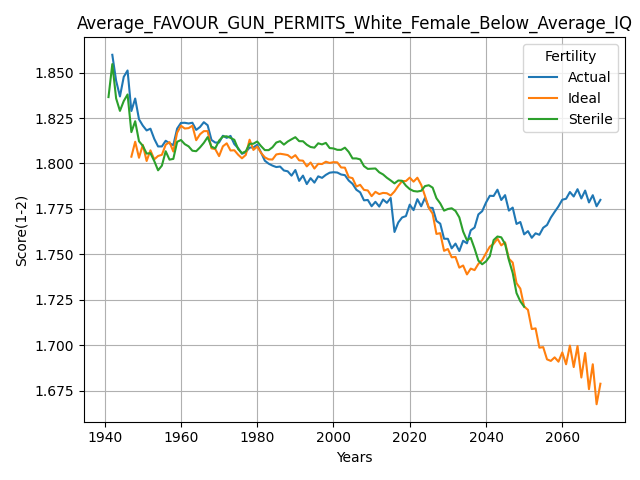 Average_FAVOUR_GUN_PERMITS_White_Female_Below_Average_IQ
Fertility
Actual
Ideal
Sterile
Score(1-2)
1.850
1.825
1.800
1.775
1.750
1.725
1.700
1.675
1940 1960 1980 2000 2020 2040 2060
Years